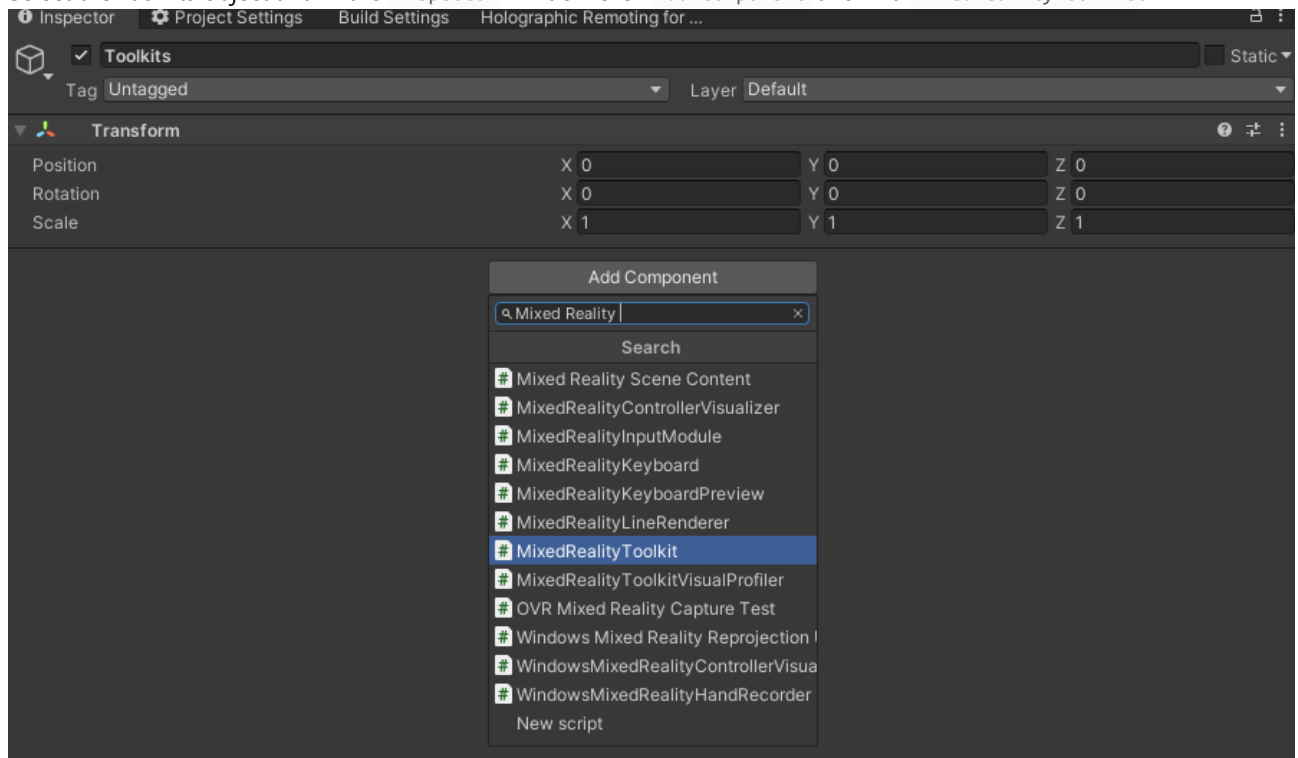 Inspector Project Settings Build Settings Holographic Remoting for ...
Toolkits Static
Tag Untagged Layer Default
Transform
Position X 0 Y 0 Z 0
Rotation X 0 Y 0 Z 0
Scale X 1 Y 1 Z 1
Add Component
Mixed Reality
Search
# Mixed Reality Scene Content
# MixedRealityControllerVisualizer
# MixedRealityInputModule
# MixedRealityKeyboard
# MixedRealityKeyboardPreview
# MixedRealityLineRenderer
# MixedRealityToolkit
# MixedRealityToolkitVisualProfiler
# OVR Mixed Reality Capture Test
# Windows Mixed Reality Reprojection
# WindowsMixedRealityControllerVisua
# WindowsMixedRealityHandRecorder
New script